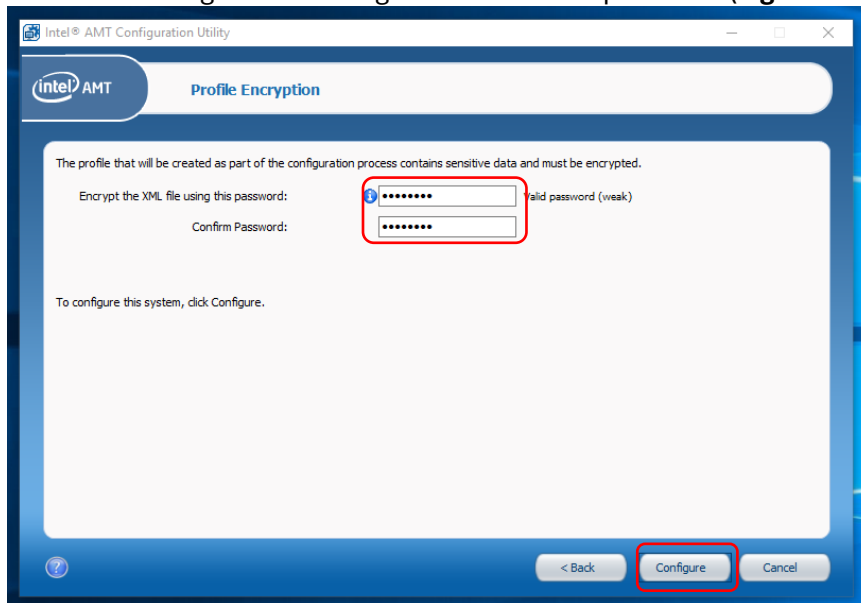 Intel® AMT Configuration Utility
intel AMT
Profile Encryption
The profile that will be created as part of the configuration process contains sensitive data and must be encrypted.
Encrypt the XML file using this password: •••••••• Valid password (weak)
Confirm Password: ••••••••
To configure this system, click Configure.
< Back Configure Cancel